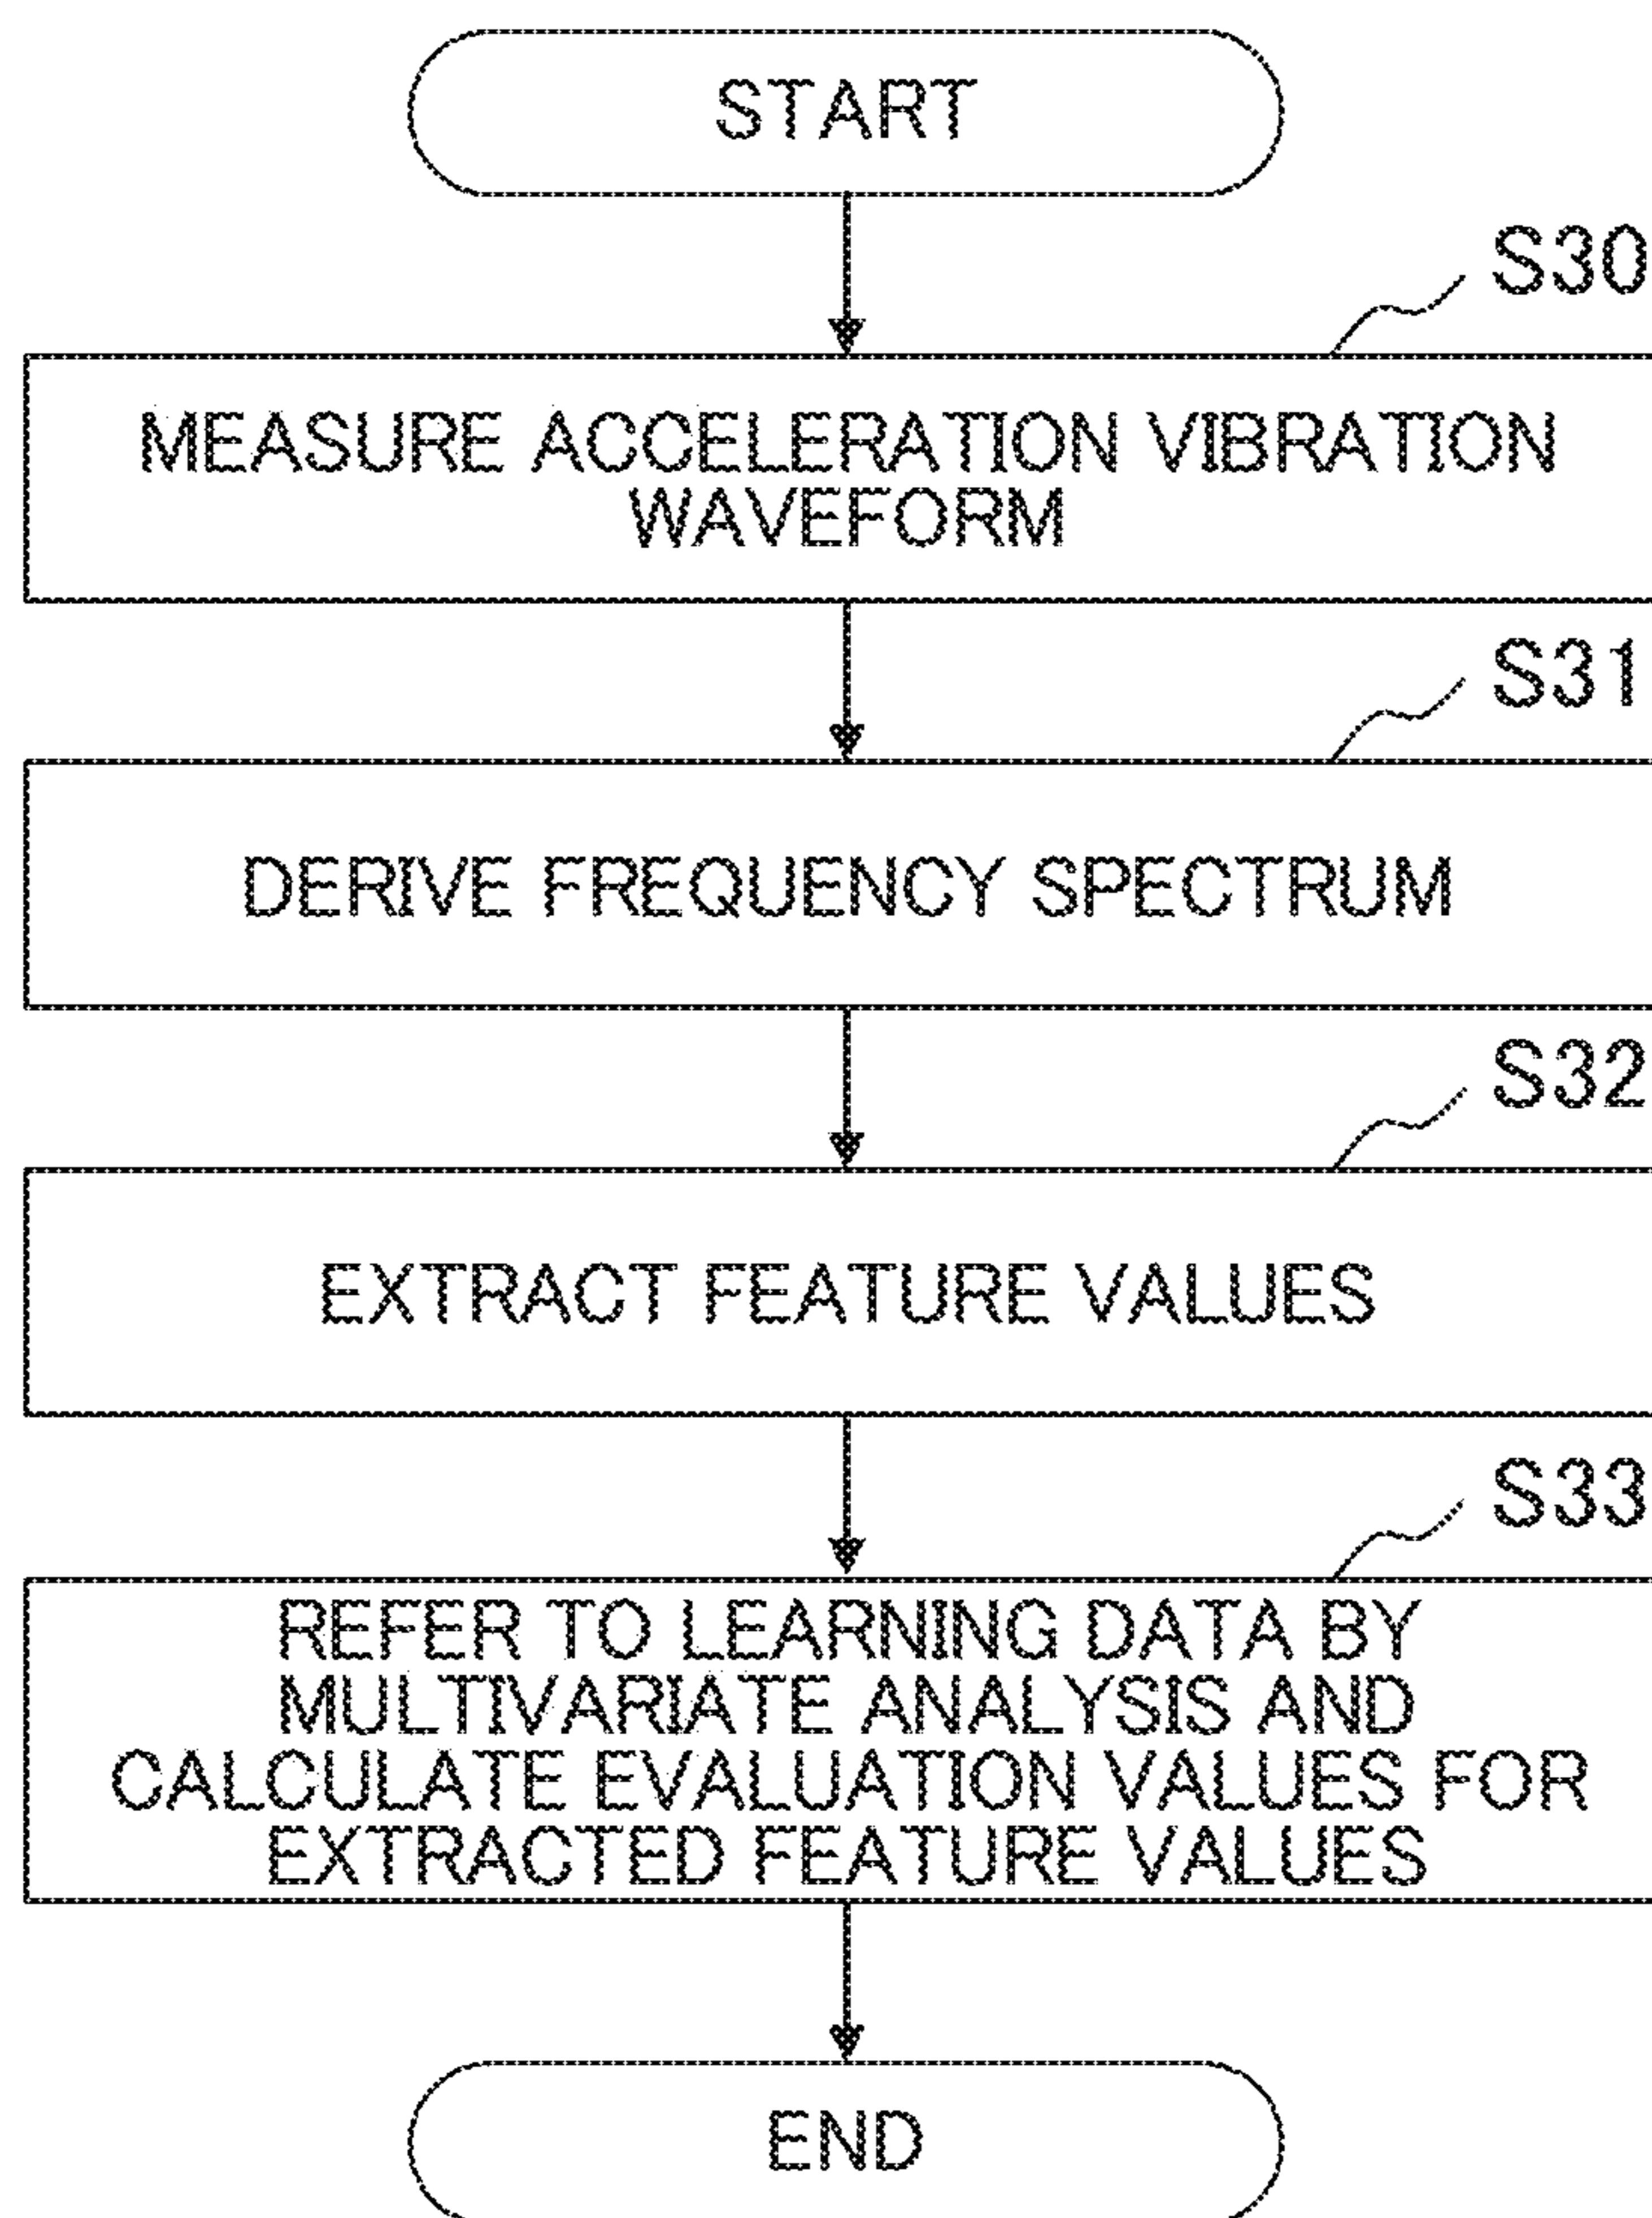 START
S30
MEASURE ACCELERATION VIBRATION
WAVEFORM
S31
DERIVE FREQUENCY SPECTRUM
S32
EXTRACT FEATURE VALUES
S33
REFER TO LEARNING DATA BY
MULTIVARIATE ANALYSIS AND
CALCULATE EVALUATION VALUES FOR
EXTRACTED FEATURE VALUES
END